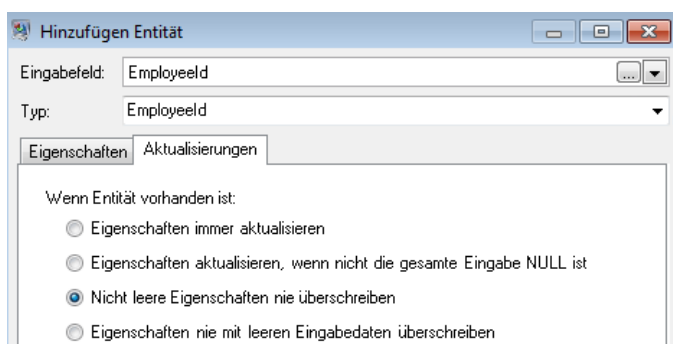 Hinzufügen Entität
Eingabefeld: EmployeeId ...
Typ: EmployeeId
Eigenschaften Aktualisierungen
Wenn Entität vorhanden ist:
Eigenschaften immer aktualisieren
Eigenschaften aktualisieren, wenn nicht die gesamte Eingabe NULL ist
Nicht leere Eigenschaften nie überschreiben
Eigenschaften nie mit leeren Eingabedaten überschreiben